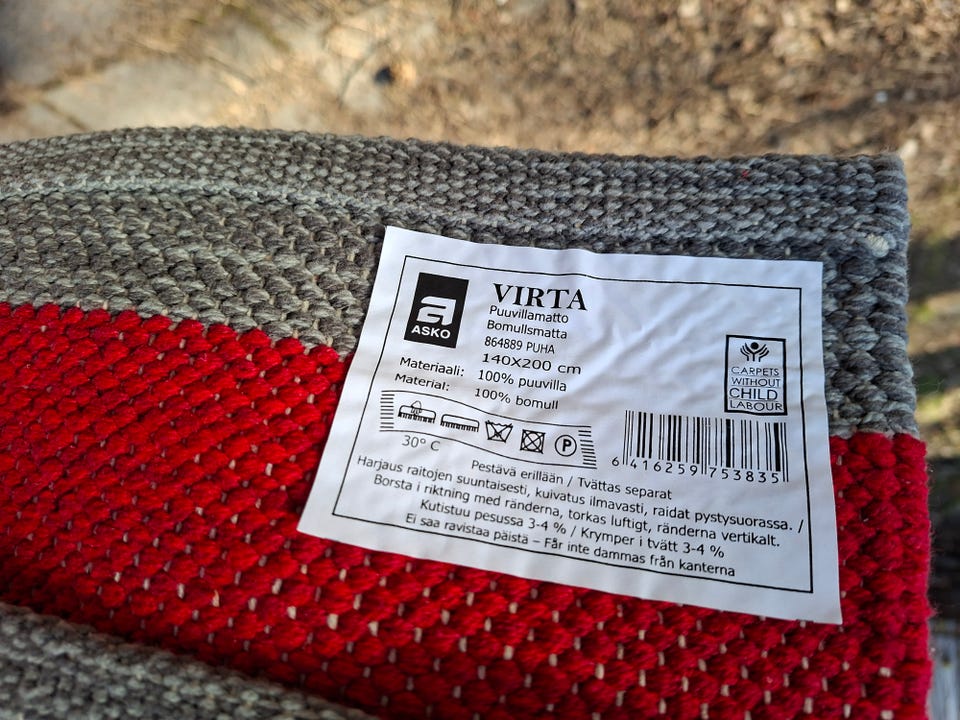 a
ASKO
VIRTA
Puuvillamatto
Bomullsmatta
864889 PUHA
140X200 cm
Materiaali: 100% puuvilla
Material: 100% bomull
CARPETS
WITHOUT
CHILD
LABOUR
P
30° C
6 416259 753835
Pestävä erillään / Tvättas separat
Harjaus raitojen suuntaisesti, kuivatus ilmavasti, raidat pystysuorassa. /
Borsta i riktning med ränderna, torkas luftigt, ränderna vertikalt.
Kutistuu pesussa 3-4 % / Krymper i tvätt 3-4 %
Ei saa ravistaa päistä – Får inte dammas från kanterna